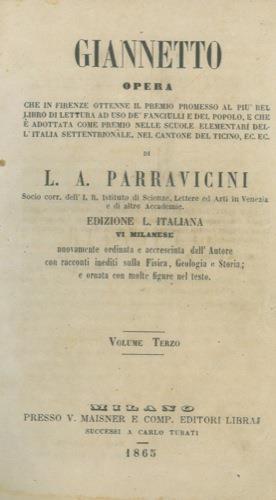 GIANNETTO
OPERA
CHE IN FIRENZE OTTENNE IL PREMIO PROMESSO AL PIU' BEL
LIBRO DI LETTURA AD USO DE' FANCIULLI E DEL POPOLO, E CHE
È ADOTTATA COME PREMIO NELLE SCUOLE ELEMENTARI DEL-
L'ITALIA SETTENTRIONALE, NEL CANTONE DEL TICINO, EC. EC.
DI
L. A. PARRAVICINI
Socio corr. dell' I. R. Istituto di Scienze, Lettere ed Arti in Venezia
e di altre Accademie.
EDIZIONE L. ITALIANA
VI MILANESE
nuovamente ordinata e accresciuta dall' Autore
con racconti inediti sulla Fisica, Geologia e Storia;
e ornata con molte figure nel testo.
VOLUME TERZO
MILANO
PRESSO V. MAISNER E COMP. EDITORI LIBRAJ
SUCCESSI A CARLO TURATI
1865